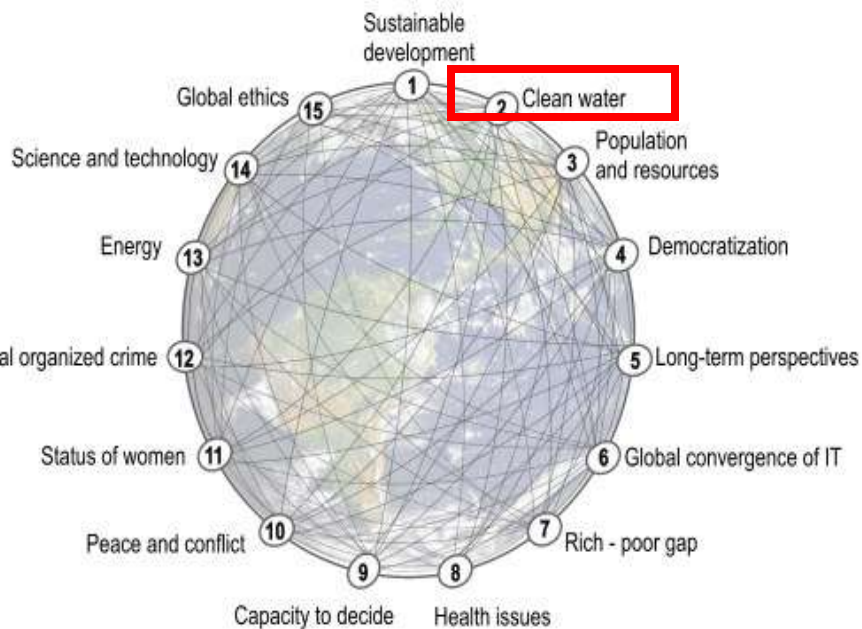 Sustainable
development
1
2 Clean water
3 Population
and resources
4 Democratization
5 Long-term perspectives
6 Global convergence of IT
7 Rich - poor gap
8 Health issues
9 Capacity to decide
10 Peace and conflict
11 Status of women
12 al organized crime
13 Energy
14 Science and technology
15 Global ethics